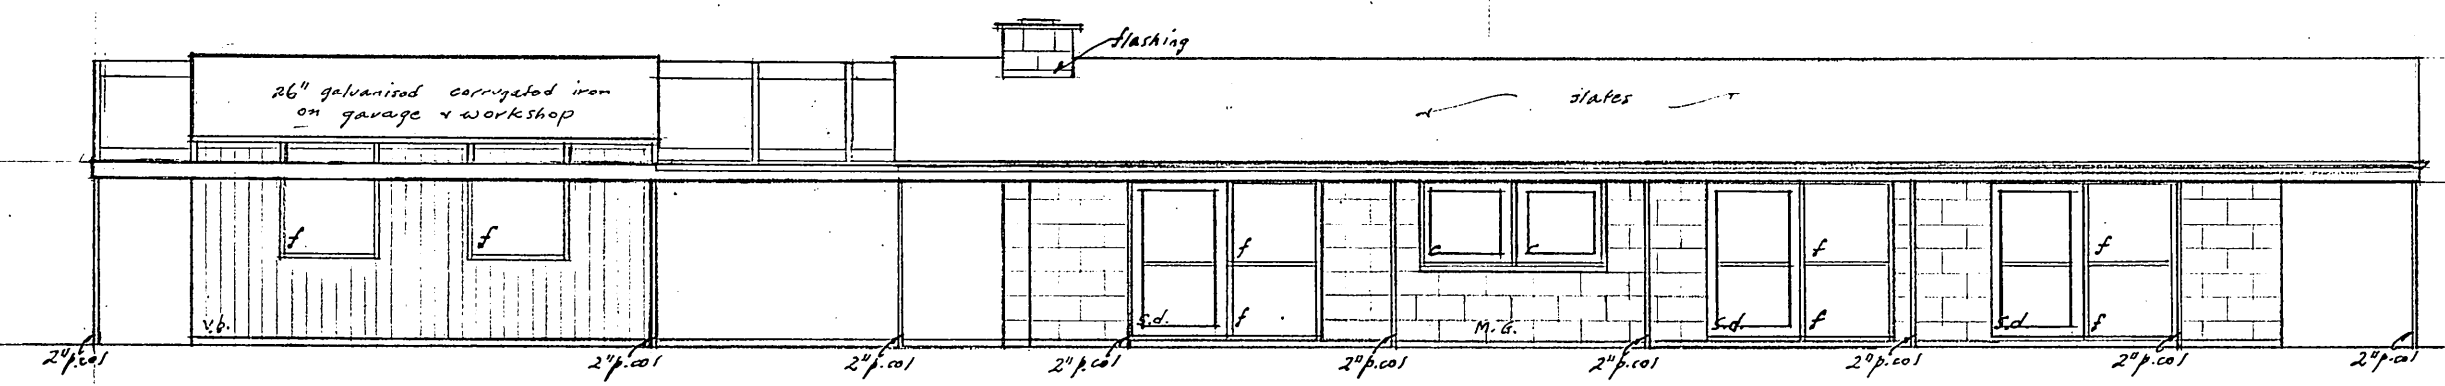 flashing
26" galvanised corrugated iron
on garage & workshop
slates
f
f
f
c
c
f
f
v.b.
s.d.
f
M.G.
s.d.
f
s.d.
f
2"p.col
2"p.col
2"p.col
2"p.col
2"p.col
2"p.col
2"p.col
2"p.col
2"p.col